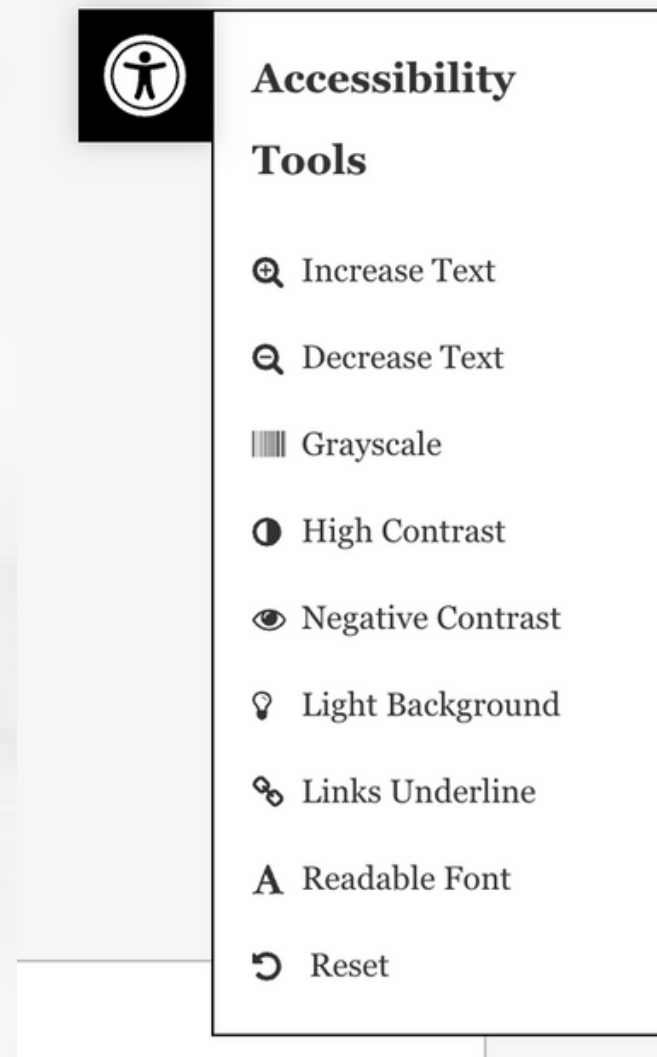 Accessibility
Tools
Increase Text
Decrease Text
Grayscale
High Contrast
Negative Contrast
Light Background
Links Underline
Readable Font
Reset